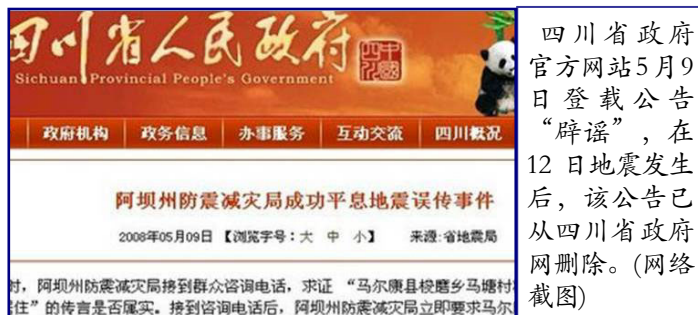 四川省人民政府
Sichuan Provincial People's Government
政府机构 政务信息 办事服务 互动交流 四川概况
阿坝州防震减灾局成功平息地震误传事件
2008年05月09日 【浏览字号：大 中 小】 来源：省地震局
时，阿坝州防震减灾局接到群众咨询电话，求证 “马尔康县梭磨乡马塘村
住”的传言是否属实。接到咨询电话后，阿坝州防震减灾局立即要求马尔
四川省政府
官方网站5月9
日登载公告
“辟谣”，在
12 日地震发生
后，该公告已
从四川省政府
网删除。(网络
截图)